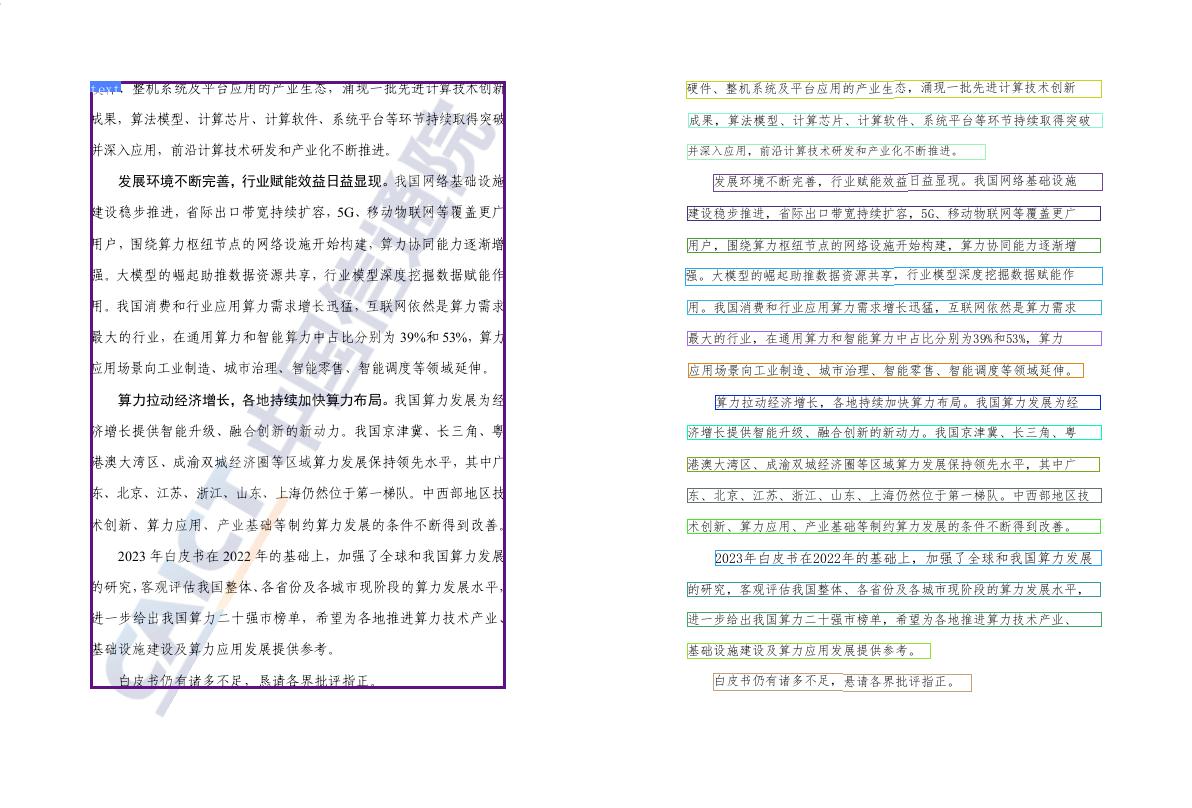 text
、整机系统及平台应用的产业生态，涌现一批先进计算技术创新
成果，算法模型、计算芯片、计算软件、系统平台等环节持续取得突破
并深入应用，前沿计算技术研发和产业化不断推进。
发展环境不断完善，行业赋能效益日益显现。我国网络基础设施
建设稳步推进，省际出口带宽持续扩容，5G、移动物联网等覆盖更广
用户，围绕算力枢纽节点的网络设施开始构建，算力协同能力逐渐增
强。大模型的崛起助推数据资源共享，行业模型深度挖掘数据赋能作
用。我国消费和行业应用算力需求增长迅猛，互联网依然是算力需求
最大的行业，在通用算力和智能算力中占比分别为 39%和 53%，算力
应用场景向工业制造、城市治理、智能零售、智能调度等领域延伸。
算力拉动经济增长，各地持续加快算力布局。我国算力发展为经
济增长提供智能升级、融合创新的新动力。我国京津冀、长三角、粤
港澳大湾区、成渝双城经济圈等区域算力发展保持领先水平，其中广
东、北京、江苏、浙江、山东、上海仍然位于第一梯队。中西部地区技
术创新、算力应用、产业基础等制约算力发展的条件不断得到改善。
2023 年白皮书在 2022 年的基础上，加强了全球和我国算力发展
的研究，客观评估我国整体、各省份及各城市现阶段的算力发展水平，
进一步给出我国算力二十强市榜单，希望为各地推进算力技术产业、
基础设施建设及算力应用发展提供参考。
白皮书仍有诸多不足，恳请各界批评指正。
CAICT 中国信通院
硬件、整机系统及平台应用的产业生态，涌现一批先进计算技术创新
成果，算法模型、计算芯片、计算软件、系统平台等环节持续取得突破
并深入应用，前沿计算技术研发和产业化不断推进。
发展环境不断完善，行业赋能效益日益显现。我国网络基础设施
建设稳步推进，省际出口带宽持续扩容，5G、移动物联网等覆盖更广
用户，围绕算力枢纽节点的网络设施开始构建，算力协同能力逐渐增
强。大模型的崛起助推数据资源共享，行业模型深度挖掘数据赋能作
用。我国消费和行业应用算力需求增长迅猛，互联网依然是算力需求
最大的行业，在通用算力和智能算力中占比分别为39%和53%，算力
应用场景向工业制造、城市治理、智能零售、智能调度等领域延伸。
算力拉动经济增长，各地持续加快算力布局。我国算力发展为经
济增长提供智能升级、融合创新的新动力。我国京津冀、长三角、粤
港澳大湾区、成渝双城经济圈等区域算力发展保持领先水平，其中广
东、北京、江苏、浙江、山东、上海仍然位于第一梯队。中西部地区技
术创新、算力应用、产业基础等制约算力发展的条件不断得到改善。
2023年白皮书在2022年的基础上，加强了全球和我国算力发展
的研究，客观评估我国整体、各省份及各城市现阶段的算力发展水平，
进一步给出我国算力二十强市榜单，希望为各地推进算力技术产业、
基础设施建设及算力应用发展提供参考。
白皮书仍有诸多不足，恳请各界批评指正。